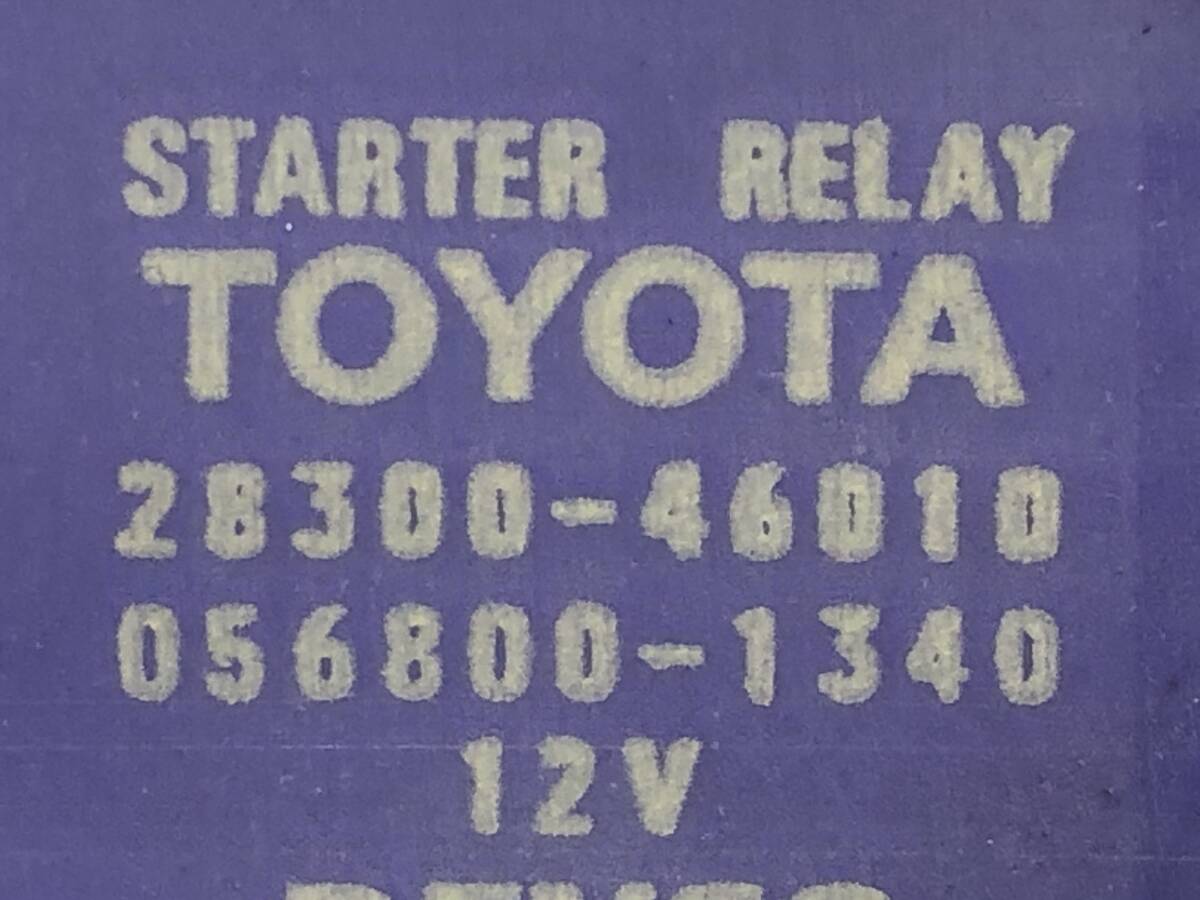 STARTER RELAY
TOYOTA
28300-46010
056800-1340
12V